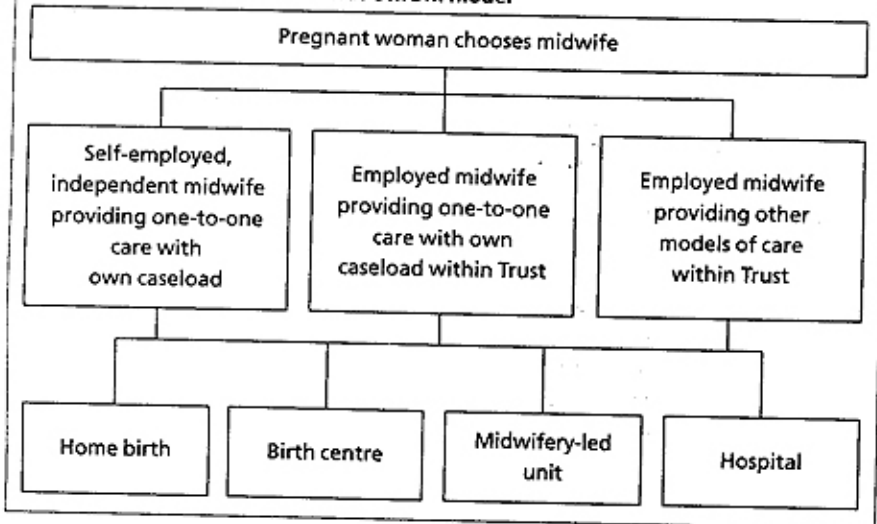 model
Pregnant woman chooses midwife
Self-employed,
independent midwife
providing one-to-one
care with
own caseload
Employed midwife
providing one-to-one
care with own
caseload within Trust
Employed midwife
providing other
models of care
within Trust
Home birth
Birth centre
Midwifery-led
unit
Hospital